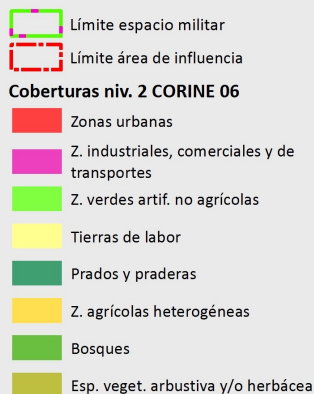 Límite espacio militar
Límite área de influencia
Coberturas niv. 2 CORINE 06
Zonas urbanas
Z. industriales, comerciales y de
transportes
Z. verdes artif. no agrícolas
Tierras de labor
Prados y praderas
Z. agrícolas heterogéneas
Bosques
Esp. veget. arbustiva y/o herbácea